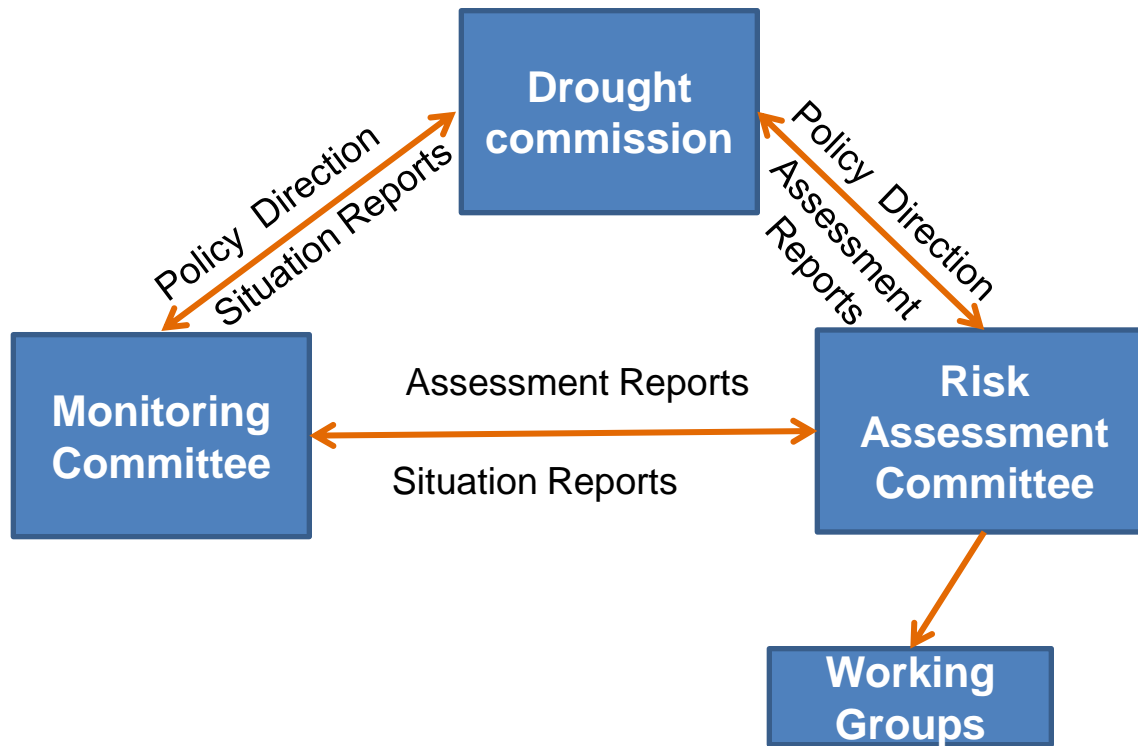 Drought
commission
Policy Direction
Situation Reports
Policy Direction
Assessment
Reports
Monitoring
Committee
Assessment Reports
Situation Reports
Risk
Assessment
Committee
Working
Groups